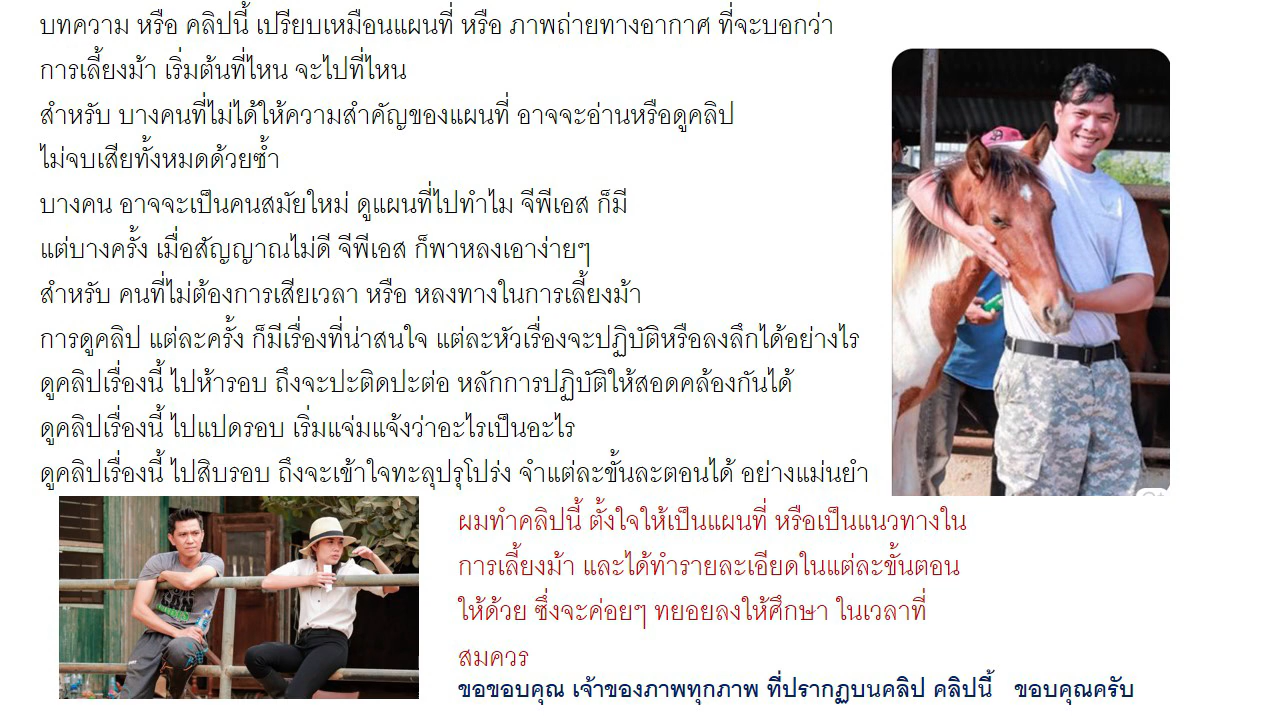 บทความ หรือ คลิปนี้ เปรียบเหมือนแผนที่ หรือ ภาพถ่ายทางอากาศ ที่จะบอกว่า
การเลี้ยงม้า เริ่มต้นที่ไหน จะไปที่ไหน
สำหรับ บางคนที่ไม่ได้ให้ความสำคัญของแผนที่ อาจจะอ่านหรือดูคลิป
ไม่จบเสียทั้งหมดด้วยซ้ำ
บางคน อาจจะเป็นคนสมัยใหม่ ดูแผนที่ไปทำไม จีพีเอส ก็มี
แต่บางครั้ง เมื่อสัญญาณไม่ดี จีพีเอส ก็พาหลงเอาง่ายๆ
สำหรับ คนที่ไม่ต้องการเสียเวลา หรือ หลงทางในการเลี้ยงม้า
การดูคลิป แต่ละครั้ง ก็มีเรื่องที่น่าสนใจ แต่ละหัวเรื่องจะปฏิบัติหรือลงลึกได้อย่างไร
ดูคลิปเรื่องนี้ ไปห้ารอบ ถึงจะปะติดปะต่อ หลักการปฏิบัติให้สอดคล้องกันได้
ดูคลิปเรื่องนี้ ไปแปดรอบ เริ่มแจ่มแจ้งว่าอะไรเป็นอะไร
ดูคลิปเรื่องนี้ ไปสิบรอบ ถึงจะเข้าใจทะลุปรุโปร่ง จำแต่ละขั้นละตอนได้ อย่างแม่นยำ
ผมทำคลิปนี้ ตั้งใจให้เป็นแผนที่ หรือเป็นแนวทางใน
การเลี้ยงม้า และได้ทำรายละเอียดในแต่ละขั้นตอน
ให้ด้วย ซึ่งจะค่อยๆ ทยอยลงให้ศึกษา ในเวลาที่
สมควร
ขอขอบคุณ เจ้าของภาพทุกภาพ ที่ปรากฏบนคลิป คลิปนี้ ขอบคุณครับ